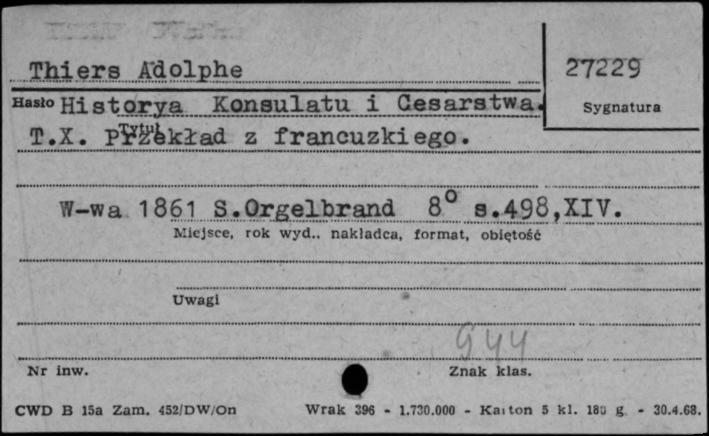 Thiers Adolphe
27229
Hasło Historya Konsulatu i Cesarstwa.
Sygnatura
Tytuł
T.X. Przekład z francuzkiego.
W-wa 1861 S.Orgelbrand 8° s.498,XIV.
Miejsce, rok wyd., nakładca, format, objętość
Uwagi
944
Nr inw.
Znak klas.
CWD B 15a Zam. 452/DW/On Wrak 396 - 1.730.000 - Karton 5 kl. 180 g. - 30.4.68.